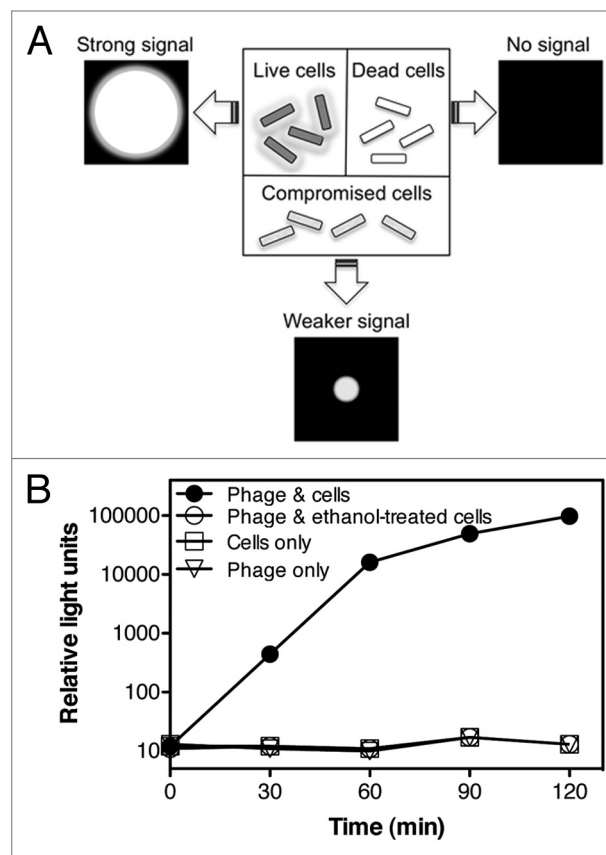 A
Strong signal
No signal
Live cells
Dead cells
Compromised cells
Weaker signal
B
Phage & cells
Phage & ethanol-treated cells
Cells only
Phage only
Relative light units
100000
10000
1000
100
10
0
30
60
90
120
Time (min)